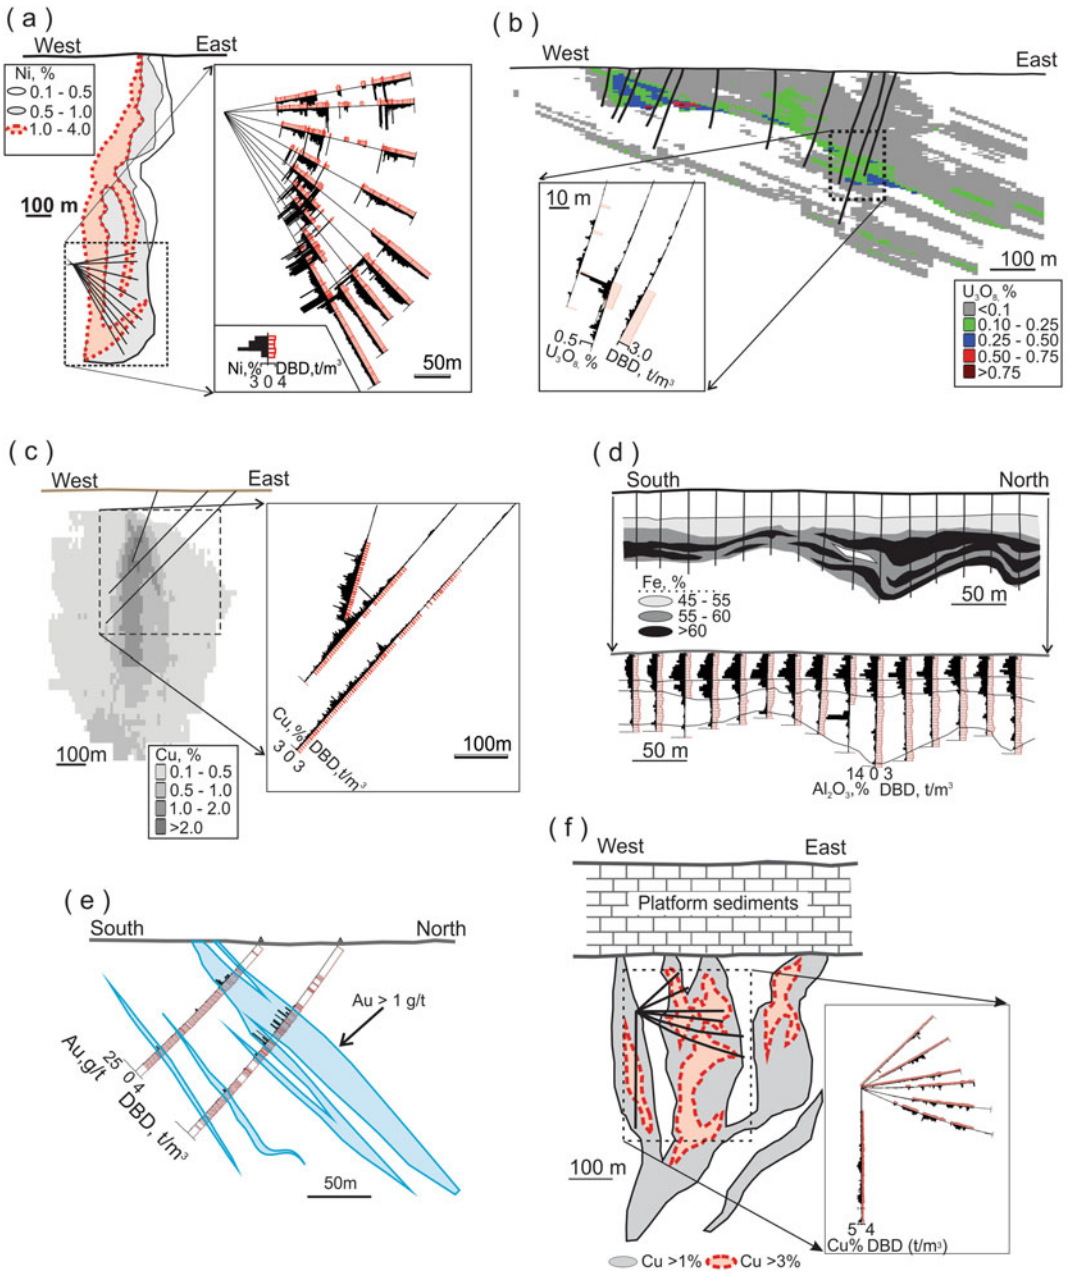 ( a )
West
East
Ni, %
0.1 - 0.5
0.5 - 1.0
1.0 - 4.0
100 m
Ni,% DBD,t/m³
3 0 4
50m
( b )
West
East
10 m
0.5
1
U₃O₈, %
1
3.0
DBD, t/m³
100 m
U₃O₈, %
<0.1
0.10 - 0.25
0.25 - 0.50
0.50 - 0.75
>0.75
( c )
West
East
100m
Cu, %
0.1 - 0.5
0.5 - 1.0
1.0 - 2.0
>2.0
Cu,% DBD,t/m³
3 0 3
100m
( d )
South
North
Fe, %
45 - 55
55 - 60
>60
50 m
50 m
14 0 3
Al₂O₃,% DBD, t/m³
( e )
South
North
Au > 1 g/t
Au,g/t
25 0 4
DBD, t/m³
50m
( f )
West
East
Platform sediments
100 m
5 4
Cu% DBD (t/m³)
Cu >1%
Cu >3%